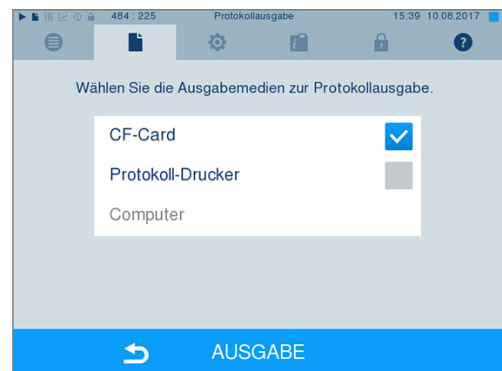 484 : 225 Protokollausgabe 15:39 10.08.2017
Wählen Sie die Ausgabemedien zur Protokollausgabe.
CF-Card
Protokoll-Drucker
Computer
AUSGABE